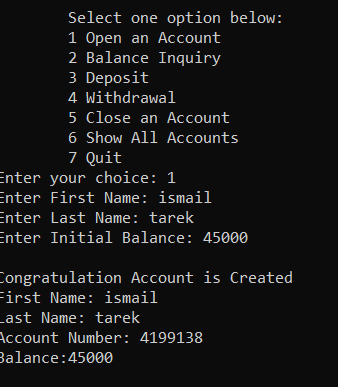 Select one option below:
1 Open an Account
2 Balance Inquiry
3 Deposit
4 Withdrawal
5 Close an Account
6 Show All Accounts
7 Quit
Enter your choice: 1
Enter First Name: ismail
Enter Last Name: tarek
Enter Initial Balance: 45000
Congratulation Account is Created
First Name: ismail
Last Name: tarek
Account Number: 4199138
Balance:45000